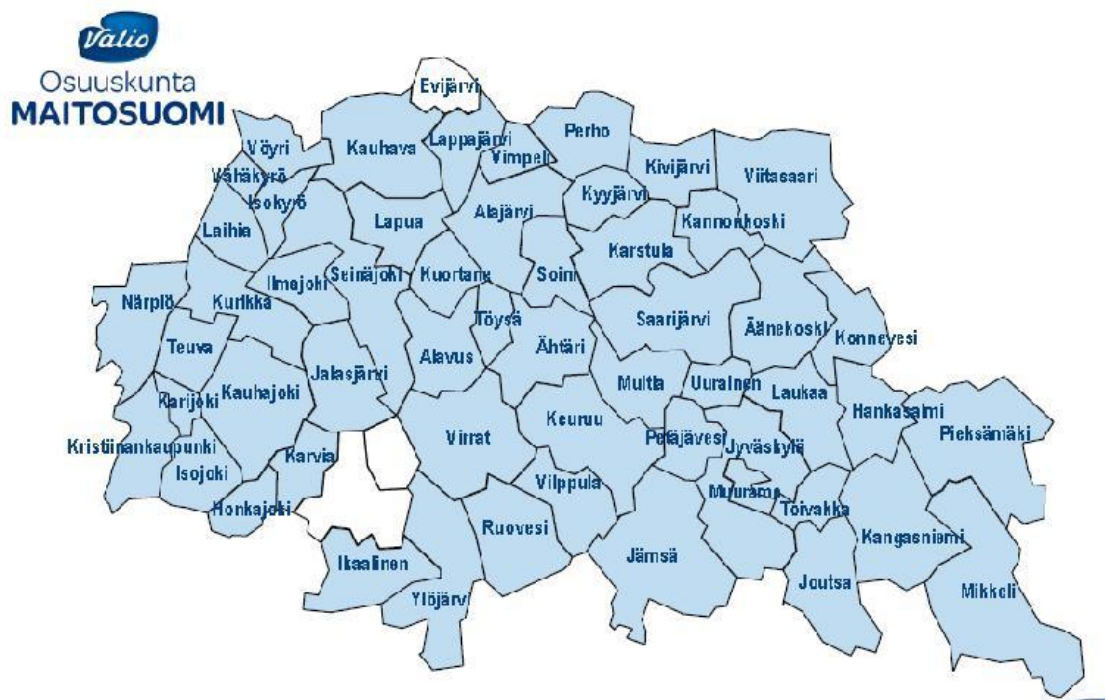 Valio
Osuuskunta
MAITOSUOMI
Evijärvi
Vöyri
Kauhava
Lappajärvi
Vimpeli
Perho
Kivijärvi
Viitasaari
Vähäkyrö
Isokyrö
Laihia
Lapua
Alajärvi
Kyyjärvi
Kannonkoski
Karstula
Närpiö
Kurikka
Ilmajoki
Seinäjoki
Kuortane
Soini
Töysä
Saarijärvi
Äänekoski
Konnevesi
Teuva
Alavus
Ähtäri
Karijoki
Kauhajoki
Jalasjärvi
Multia
Uurainen
Laukaa
Hankasalmi
Pieksämäki
Kristiinankaupunki
Isojoki
Karvia
Virrat
Keuruu
Petäjävesi
Jyväskylä
Honkajoki
Vilppula
Muurame
Toivakka
Ruovesi
Kangasniemi
Ikaalinen
Jämsä
Joutsa
Mikkeli
Ylöjärvi